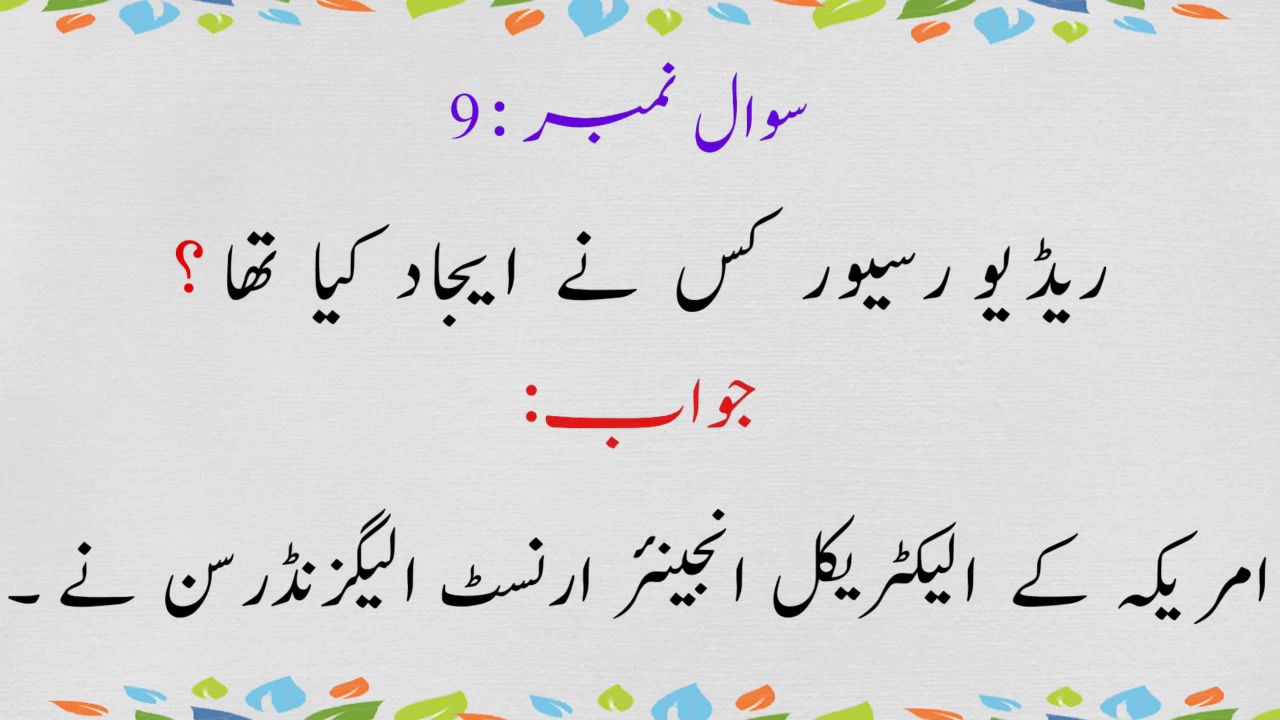 سوال نمبر :9
ریڈیو رسیور کس نے ایجاد کیا تھا ؟
جواب:
امریکہ کے الیکٹریکل انجینئر ارنسٹ الیگزنڈرسن نے ۔